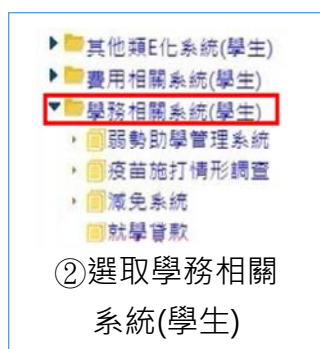 其他類E化系統(學生)
費用相關系統(學生)
學務相關系統(學生)
弱勢助學管理系統
疫苗施打情形調查
減免系統
就學貸款
②選取學務相關
系統(學生)